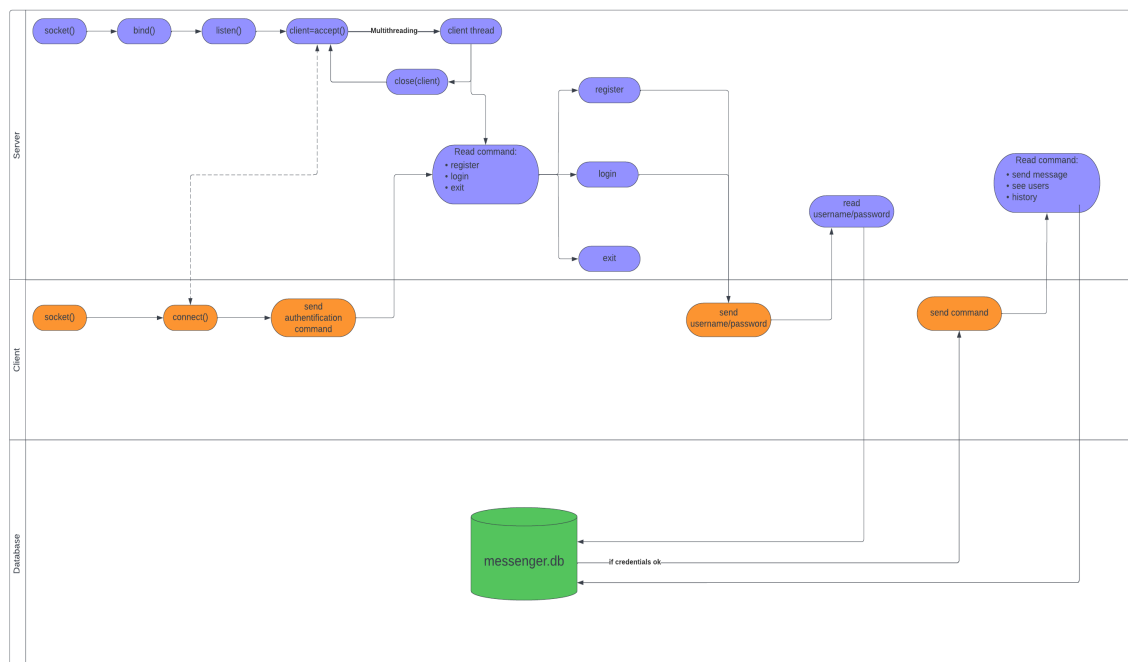 Server
socket()
bind()
listen()
client=accept()
Multithreading
client thread
close(client)
register
Read command:
• register
• login
• exit
login
exit
read
username/password
Read command:
• send message
• see users
• history
Client
socket()
connect()
send
authentification
command
send
username/password
send command
Database
messenger.db
if credentials ok